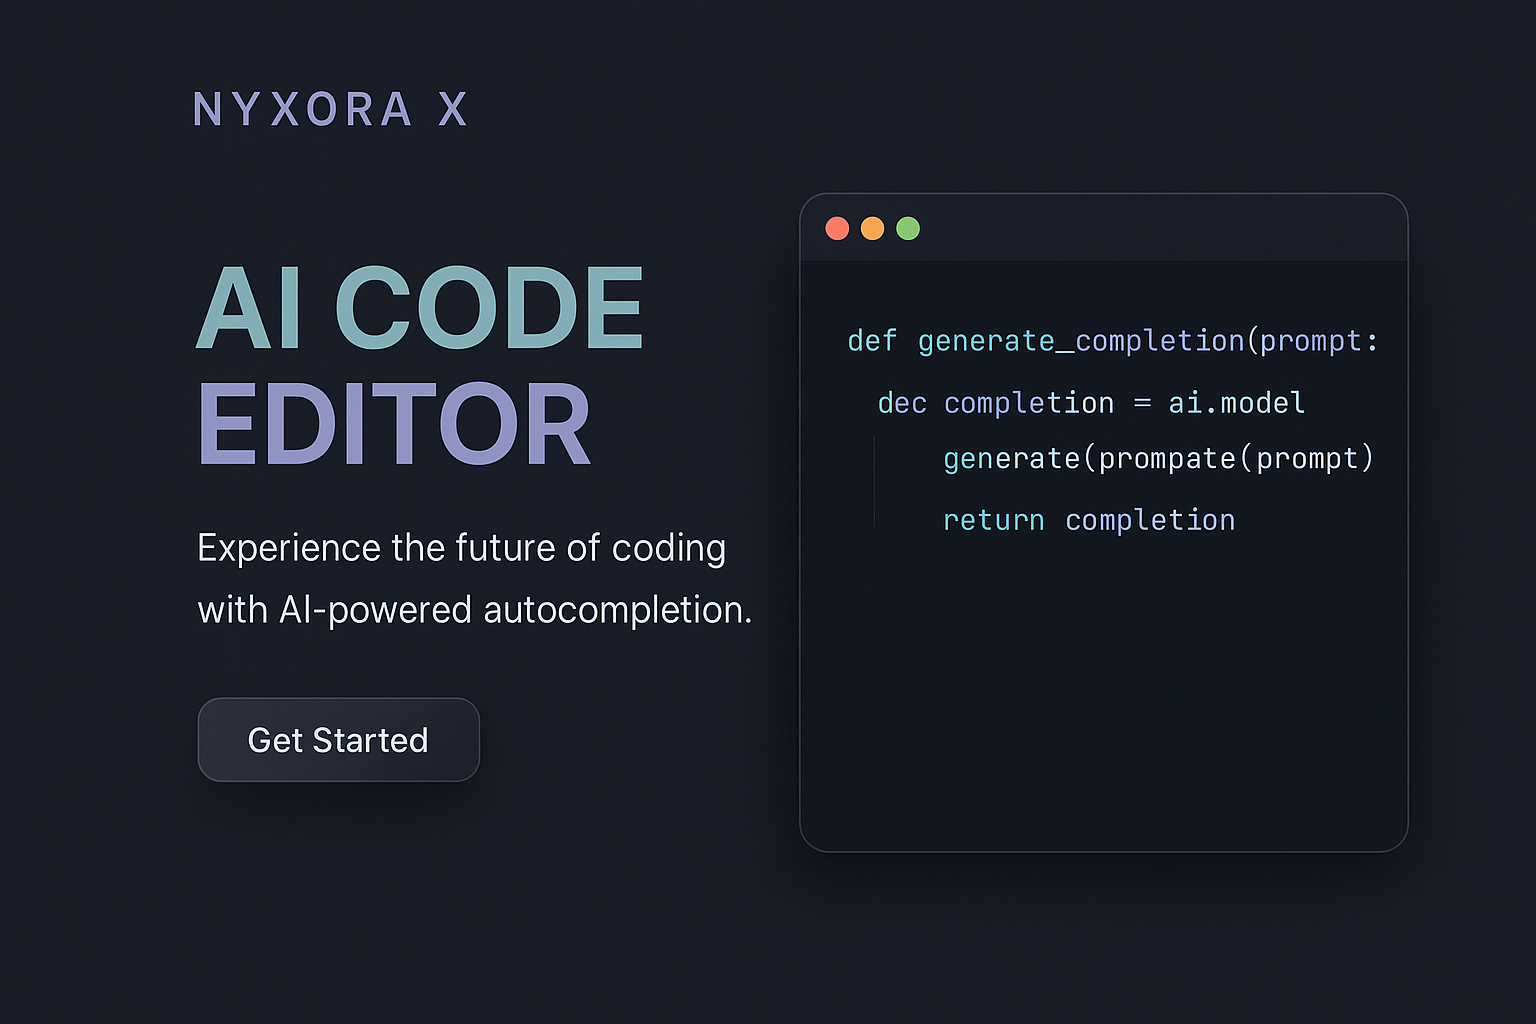 NYXORA X
AI CODE
EDITOR
Experience the future of coding
with AI-powered autocompletion.
Get Started
def generate_completion(prompt:
dec completion = ai.model
generate(prompate(prompt)
return completion